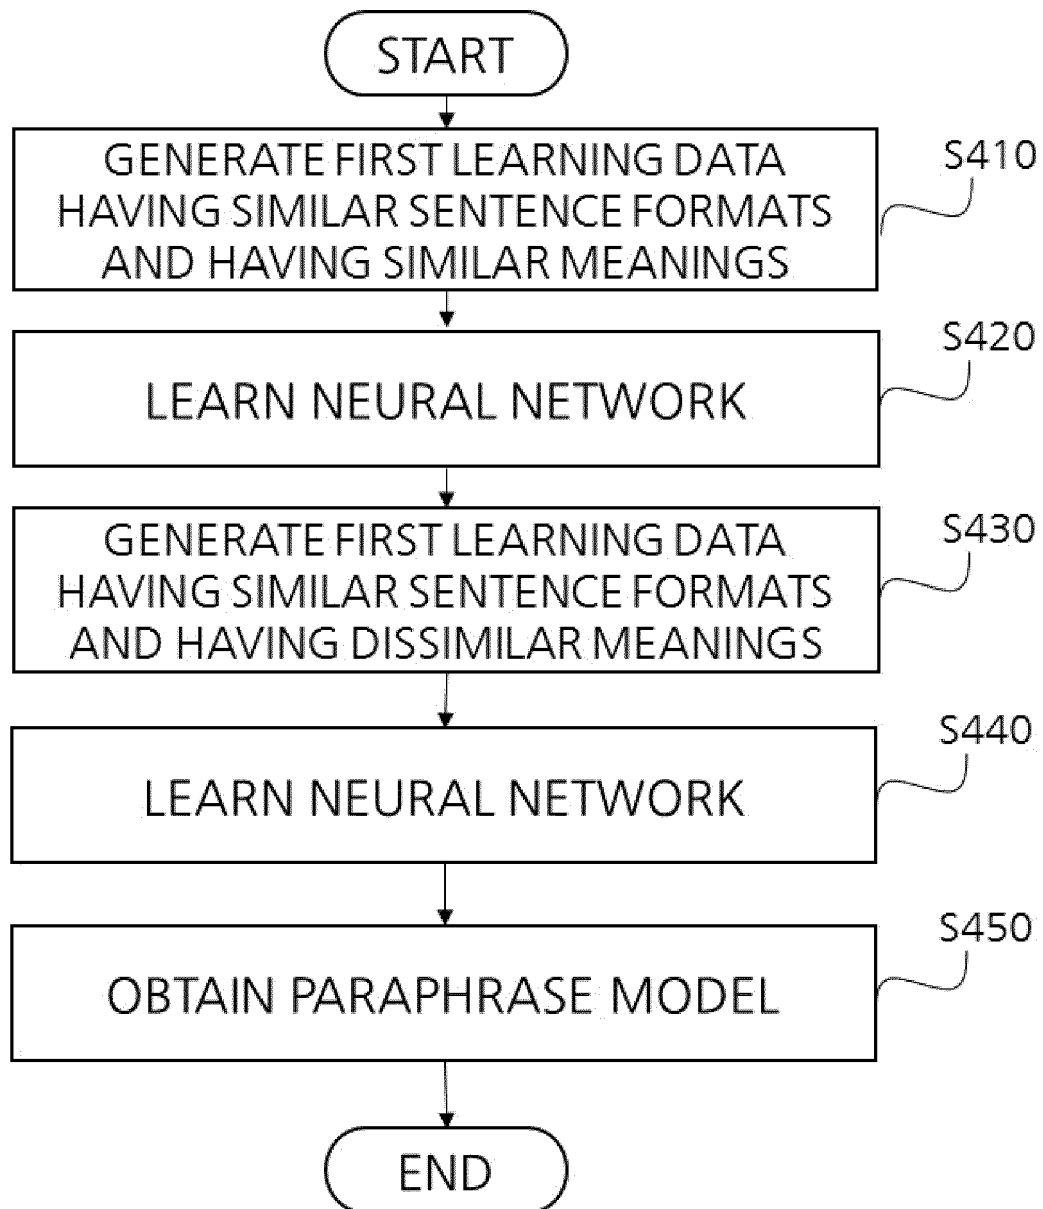 START
GENERATE FIRST LEARNING DATA
HAVING SIMILAR SENTENCE FORMATS
AND HAVING SIMILAR MEANINGS
S410
LEARN NEURAL NETWORK
S420
GENERATE FIRST LEARNING DATA
HAVING SIMILAR SENTENCE FORMATS
AND HAVING DISSIMILAR MEANINGS
S430
LEARN NEURAL NETWORK
S440
OBTAIN PARAPHRASE MODEL
S450
END